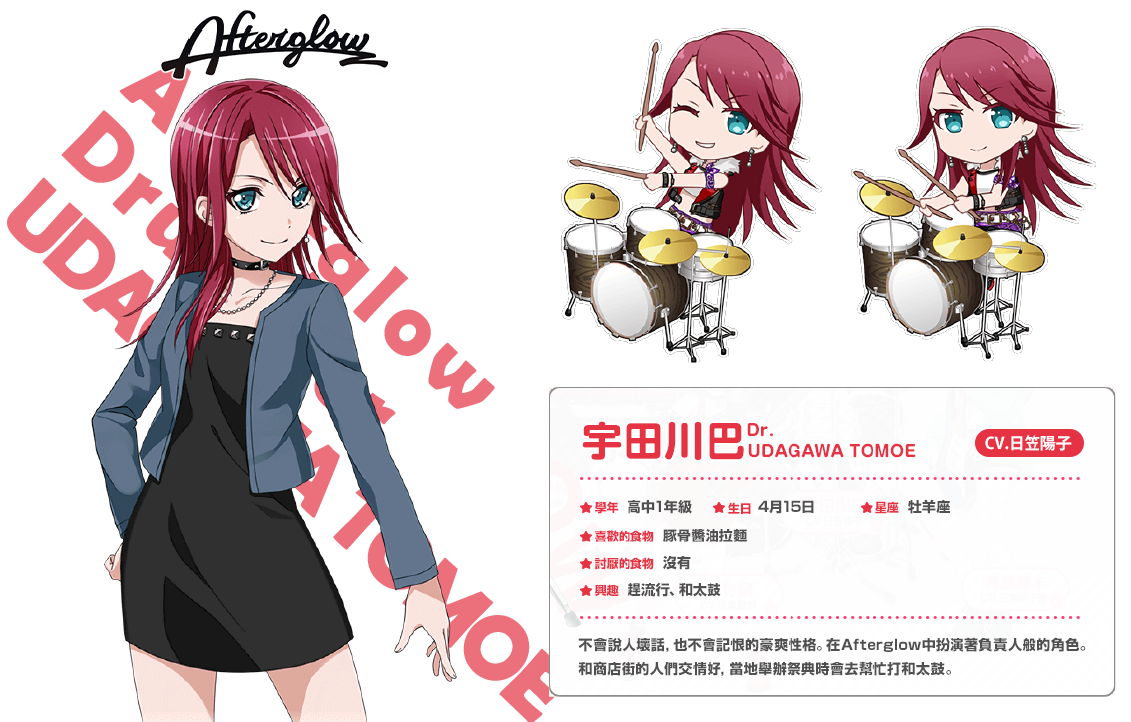 Afterglow
Afterglow
Drummer
UDAGAWA TOMOE
宇田川巴 Dr. UDAGAWA TOMOE
CV.日笠陽子
★學年 高中1年級 ★生日 4月15日 ★星座 牡羊座
★喜歡的食物 豚骨醬油拉麵
★討厭的食物 沒有
★興趣 趕流行、和太鼓
不會說人壞話,也不會記恨的豪爽性格。在Afterglow中扮演著負責人般的角色。
和商店街的人們交情好,當地舉辦祭典時會去幫忙打和太鼓。